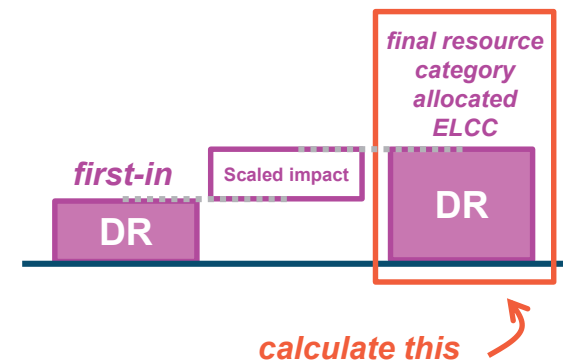 final resource
category
allocated
ELCC
first-in
Scaled impact
DR
DR
calculate this